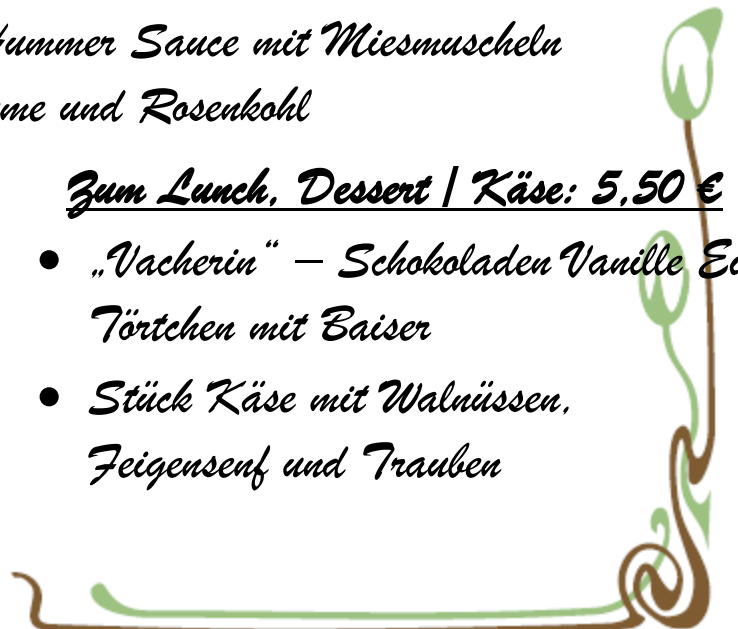 Hummer Sauce mit Miesmuscheln
und Rosenkohl
Zum Lunch, Dessert | Käse: 5,50 €
• „Vacherin“ – Schokoladen Vanille
Törtchen mit Baiser
• Stück Käse mit Walnüssen,
Feigensenf und Trauben